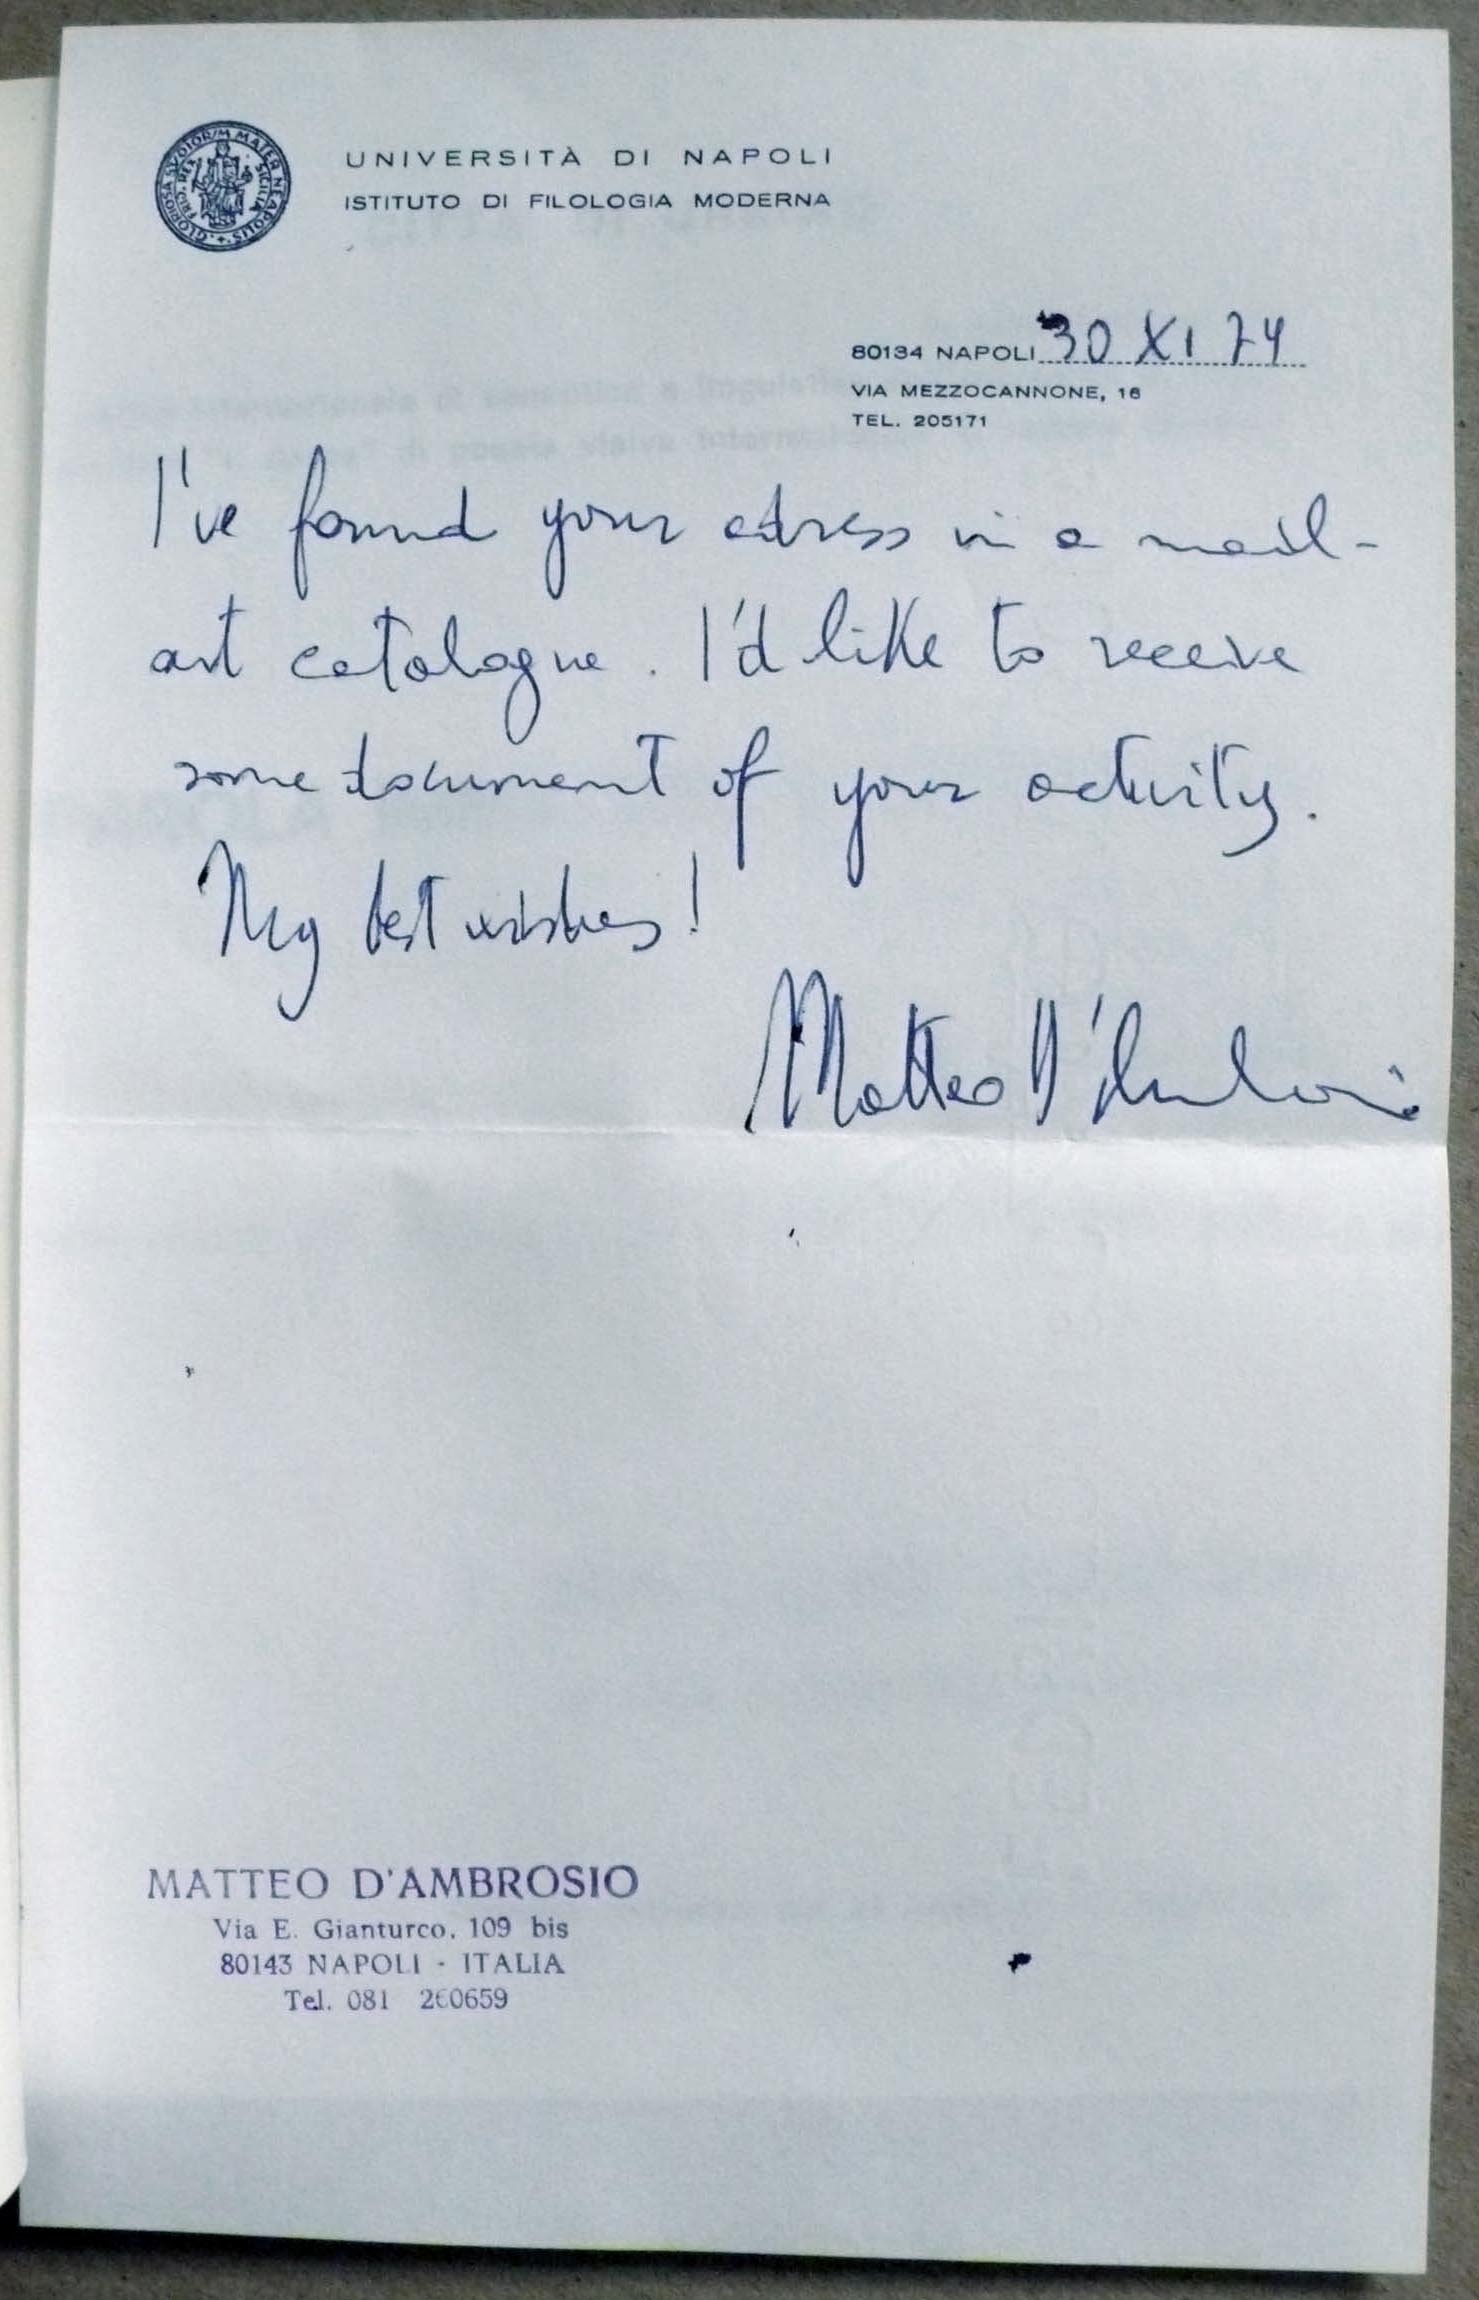 UNIVERSITÀ DI NAPOLI
ISTITUTO DI FILOLOGIA MODERNA
80134 NAPOLI 30 XI 74
VIA MEZZOCANNONE, 16
TEL. 205171
I've found your adress in a mail-
art catalogue. I'd like to receive
some document of your activity.
My best wishes!
Matteo D'Ambrosio
MATTEO D'AMBROSIO
Via E. Gianturco, 109 bis
80143 NAPOLI - ITALIA
Tel. 081 260659